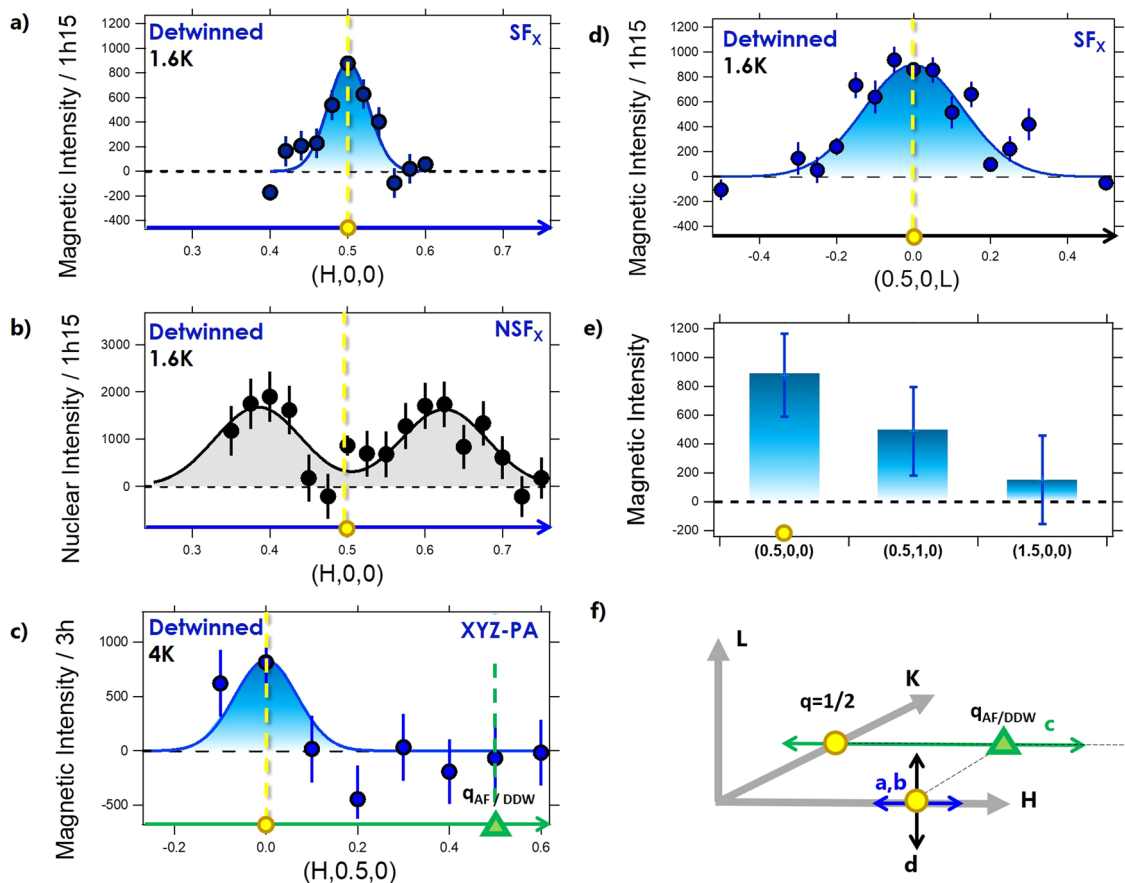 a)
Magnetic Intensity / 1h15
1200
1000
800
600
400
200
0
-200
-400
Detwinned
1.6K
SFX
0.3
0.4
0.5
0.6
0.7
(H,0,0)
b)
Nuclear Intensity / 1h15
3000
2000
1000
0
Detwinned
1.6K
NSFX
0.3
0.4
0.5
0.6
0.7
(H,0,0)
c)
Magnetic Intensity / 3h
1000
500
0
-500
Detwinned
4K
XYZ-PA
qAF / DDW
-0.2
0.0
0.2
0.4
0.6
(H,0.5,0)
d)
Magnetic Intensity / 1h15
1200
1000
800
600
400
200
0
-200
-400
Detwinned
1.6K
SFX
-0.4
-0.2
0.0
0.2
0.4
(0.5,0,L)
e)
Magnetic Intensity
1200
1000
800
600
400
200
0
-200
(0.5,0,0)
(0.5,1,0)
(1.5,0,0)
f)
L
K
q=1/2
qAF/DDW
c
a,b
H
d